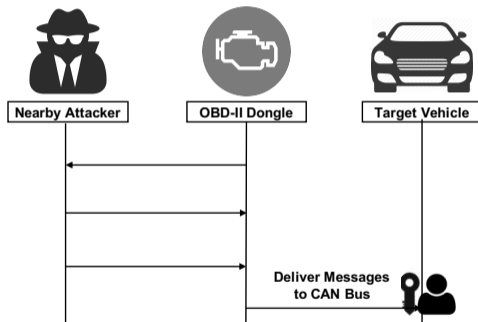 Nearby Attacker
OBD-II Dongle
Target Vehicle
Deliver Messages
to CAN Bus